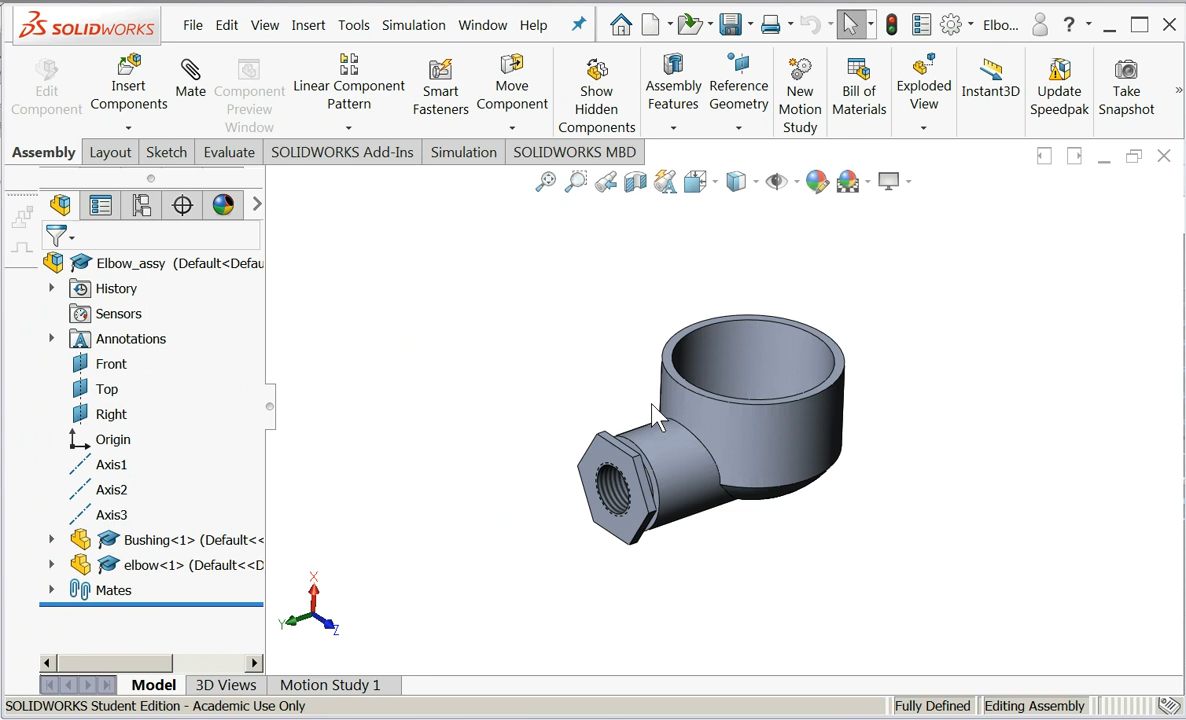 SOLIDWORKS File Edit View Insert Tools Simulation Window Help Elbo... ?
Edit Component
Insert Components
Mate
Component Preview Window
Linear Component Pattern
Smart Fasteners
Move Component
Show Hidden Components
Assembly Features
Reference Geometry
New Motion Study
Bill of Materials
Exploded View
Instant3D
Update Speedpak
Take Snapshot
»
Assembly Layout Sketch Evaluate SOLIDWORKS Add-Ins Simulation SOLIDWORKS MBD
Elbow_assy (Default<Defau
History
Sensors
Annotations
Front
Top
Right
Origin
Axis1
Axis2
Axis3
Bushing<1> (Default<<
elbow<1> (Default<<D
Mates
X
Y
Z
Model 3D Views Motion Study 1
SOLIDWORKS Student Edition - Academic Use Only Fully Defined Editing Assembly